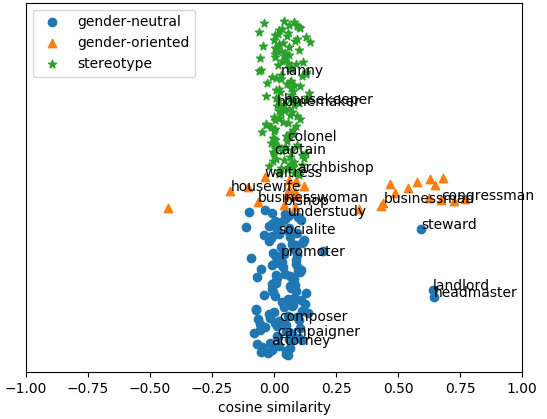 gender-neutral
gender-oriented
stereotype
nanny
housekeeper
homemaker
colonel
captain
archbishop
waitress
housewife
businesswoman
businessman
congressman
bishop
understudy
steward
socialite
promoter
landlord
headmaster
composer
campaigner
attorney
−1.00 −0.75 −0.50 −0.25 0.00 0.25 0.50 0.75 1.00
cosine similarity